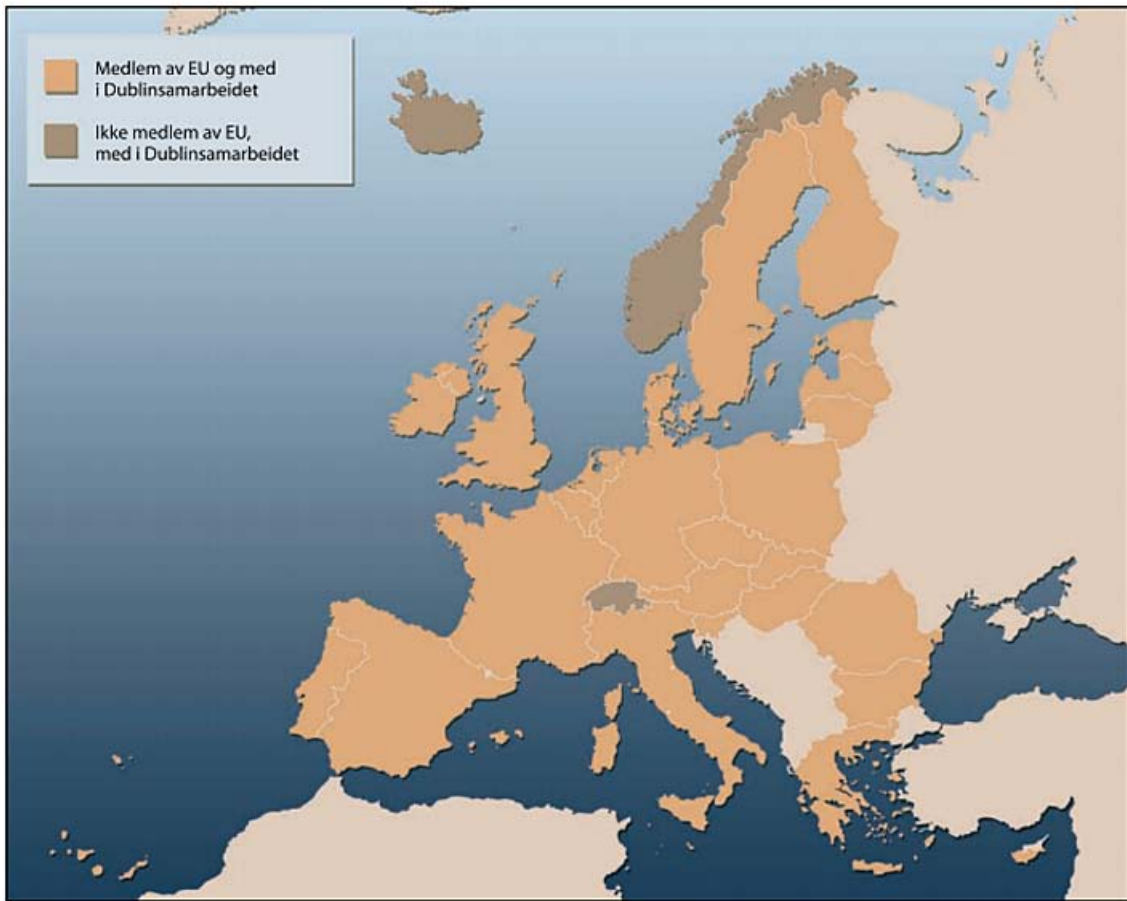 Medlem av EU og med
i Dublinsamarbeidet
Ikke medlem av EU,
med i Dublinsamarbeidet